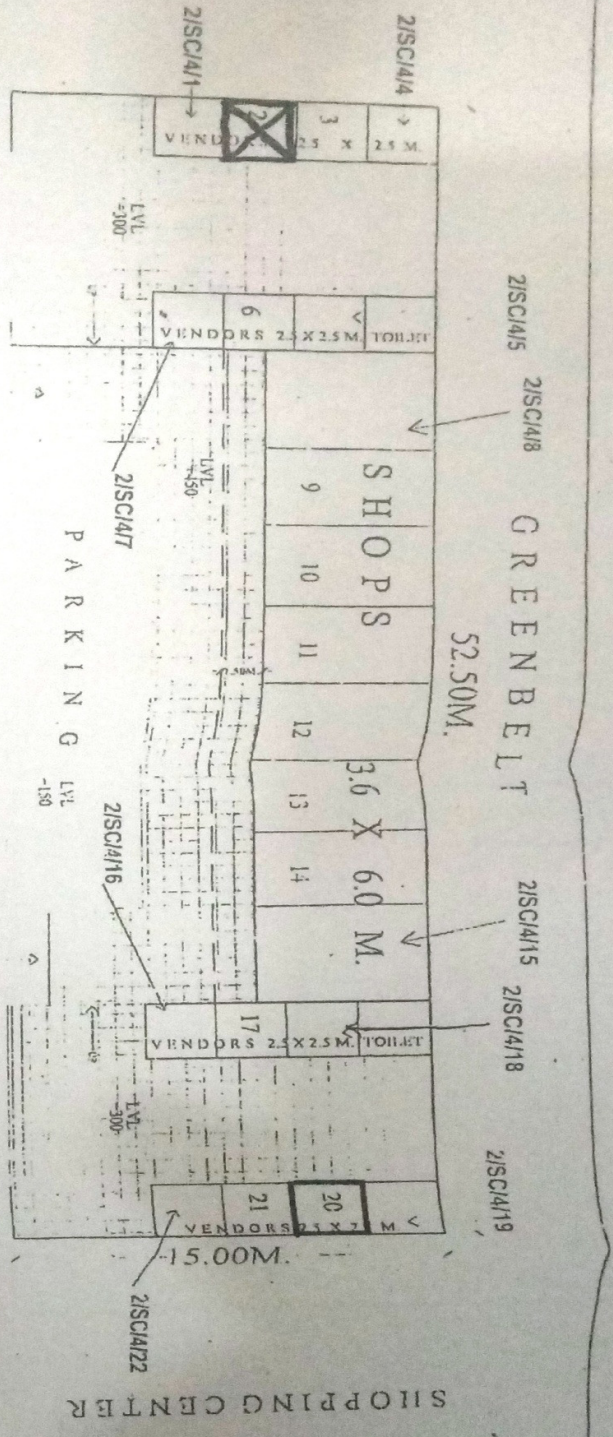 GREENBELT
52.50M.
2/SC/4/4
2/SC/4/5
2/SC/4/8
2/SC/4/15
2/SC/4/18
2/SC/4/19
2/SC/4/1
2
3
VENDORS 2.5 X 2.5 M.
6
VENDORS 2.5 X 2.5 M. TOILET
2/SC/4/7
SHOPS
3.6 X 6.0 M.
9
10
11
12
13
14
17
VENDORS 2.5 X 2.5 M. TOILET
2/SC/4/16
20
21
VENDORS 2.5 X M
2/SC/4/22
LVL
-300
LVL
-150
LVL
-150
LVL
-300
PARKING
15.00M.
SHOPPING CENTER